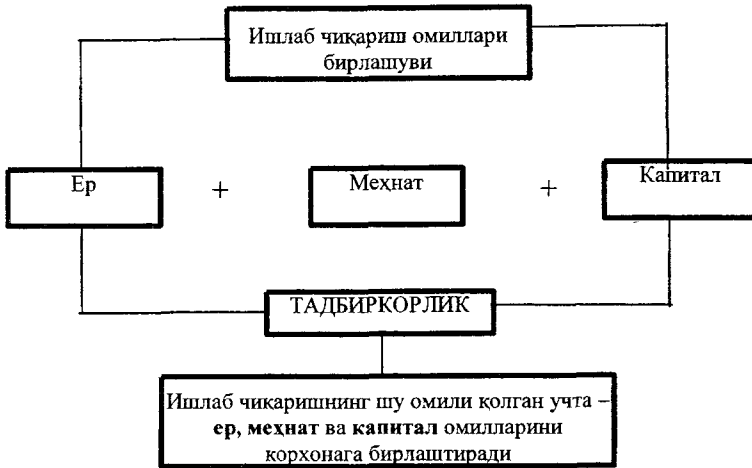 Ишлаб чиқариш омиллари
бирлашуви
Ер + Меҳнат + Капитал
ТАДБИРКОРЛИК
Ишлаб чиқаришнинг шу омили қолган учта –
ер, меҳнат ва капитал омилларини
корхонага бирлаштиради